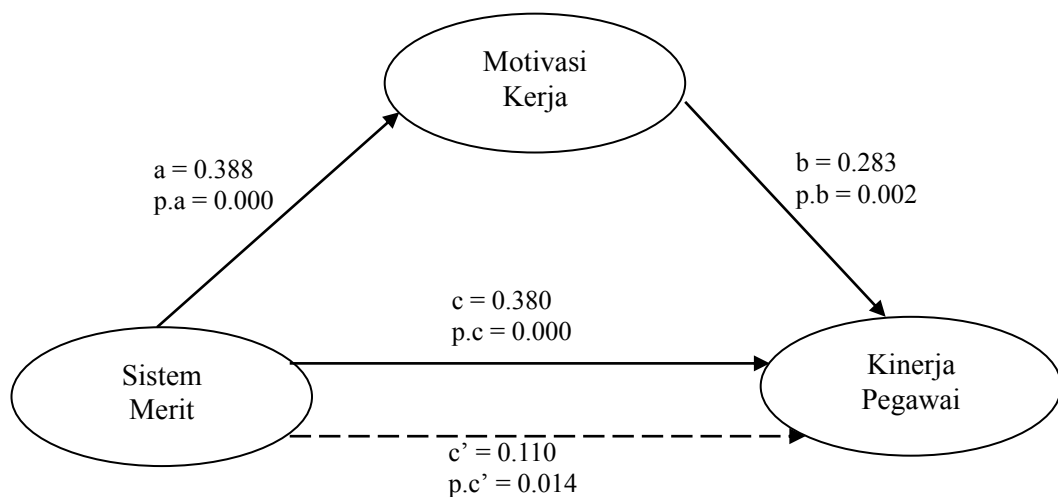 Motivasi
Kerja
a = 0.388
p.a = 0.000
b = 0.283
p.b = 0.002
c = 0.380
p.c = 0.000
Sistem
Merit
Kinerja
Pegawai
c’ = 0.110
p.c’ = 0.014